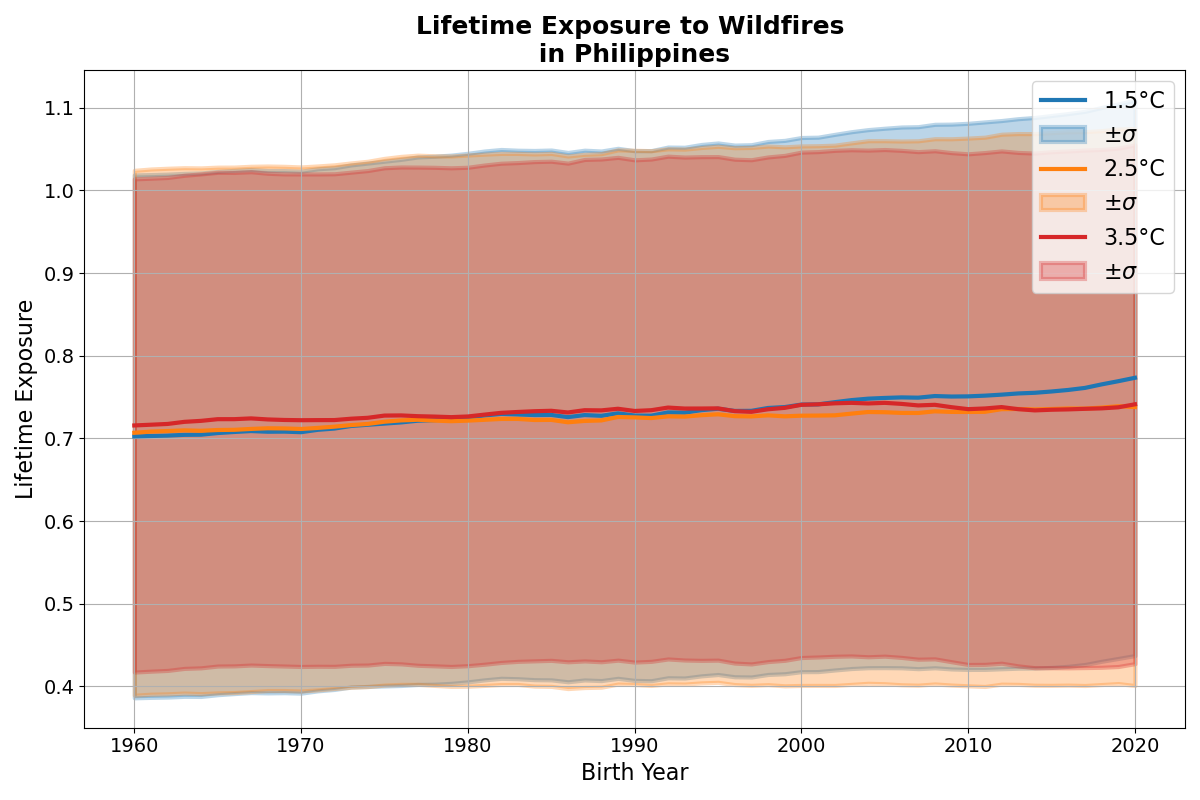 Lifetime Exposure to Wildfires
in Philippines
Lifetime Exposure
1.1
1.0
0.9
0.8
0.7
0.6
0.5
0.4
1.5°C
±σ
2.5°C
±σ
3.5°C
±σ
1960 1970 1980 1990 2000 2010 2020
Birth Year